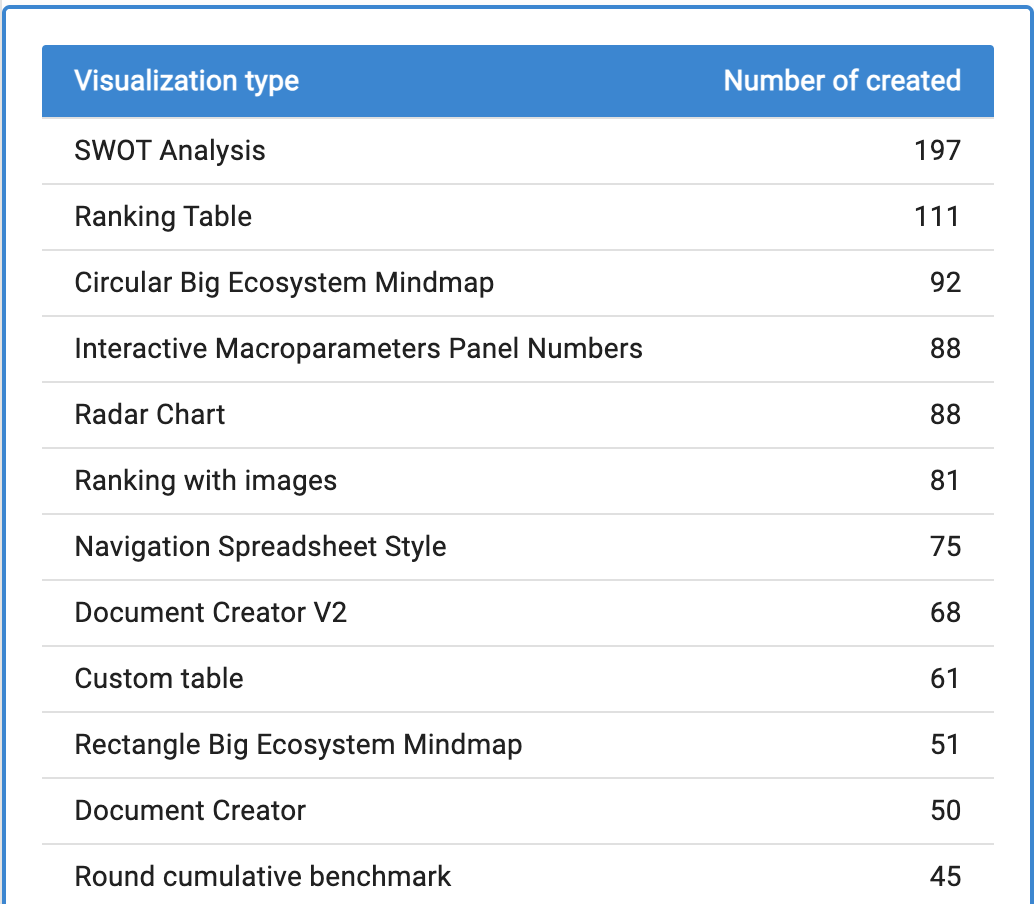 Visualization type Number of created
SWOT Analysis 197
Ranking Table 111
Circular Big Ecosystem Mindmap 92
Interactive Macroparameters Panel Numbers 88
Radar Chart 88
Ranking with images 81
Navigation Spreadsheet Style 75
Document Creator V2 68
Custom table 61
Rectangle Big Ecosystem Mindmap 51
Document Creator 50
Round cumulative benchmark 45